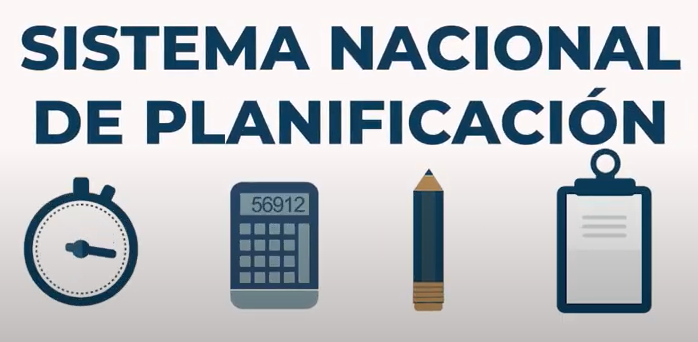 SISTEMA NACIONAL
DE PLANIFICACIÓN
56912